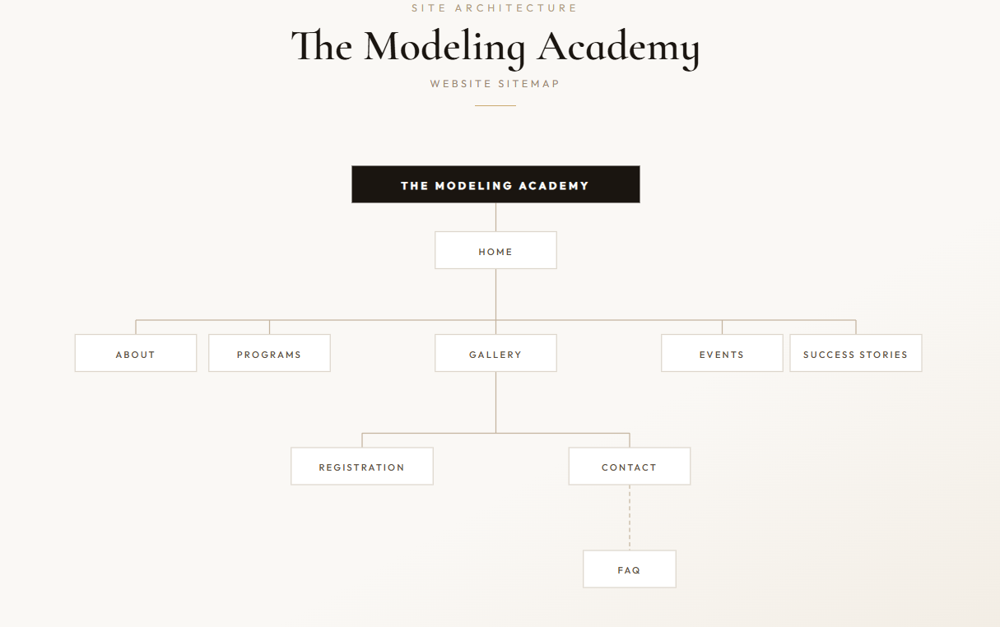 SITE ARCHITECTURE
The Modeling Academy
WEBSITE SITEMAP
THE MODELING ACADEMY
HOME
ABOUT
PROGRAMS
GALLERY
EVENTS
SUCCESS STORIES
REGISTRATION
CONTACT
FAQ